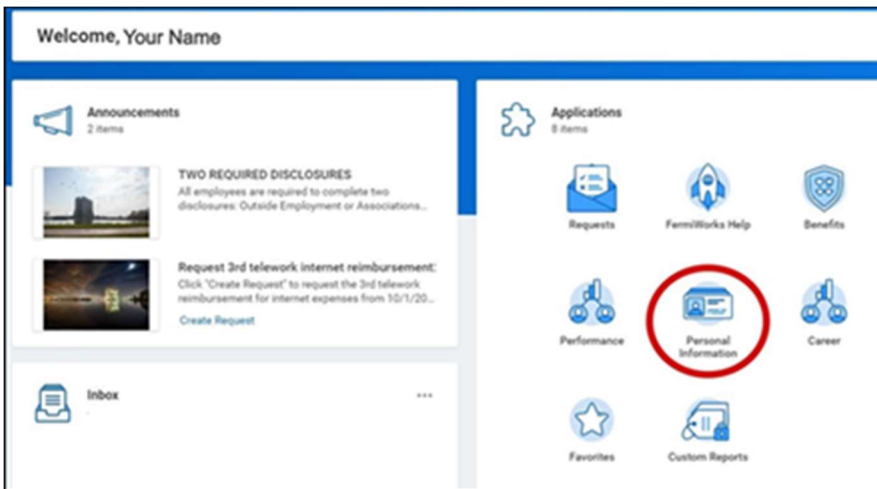 Welcome, Your Name
Announcements
2 items
TWO REQUIRED DISCLOSURES
All employees are required to complete two
disclosures: Outside Employment or Associations...
Request 3rd telework internet reimbursement:
Click "Create Request" to request the 3rd telework
reimbursement for internet expenses from 10/1/20...
Create Request
Inbox
Applications
8 items
Requests
FermiWorks Help
Benefits
Performance
Personal
Information
Career
Favorites
Custom Reports